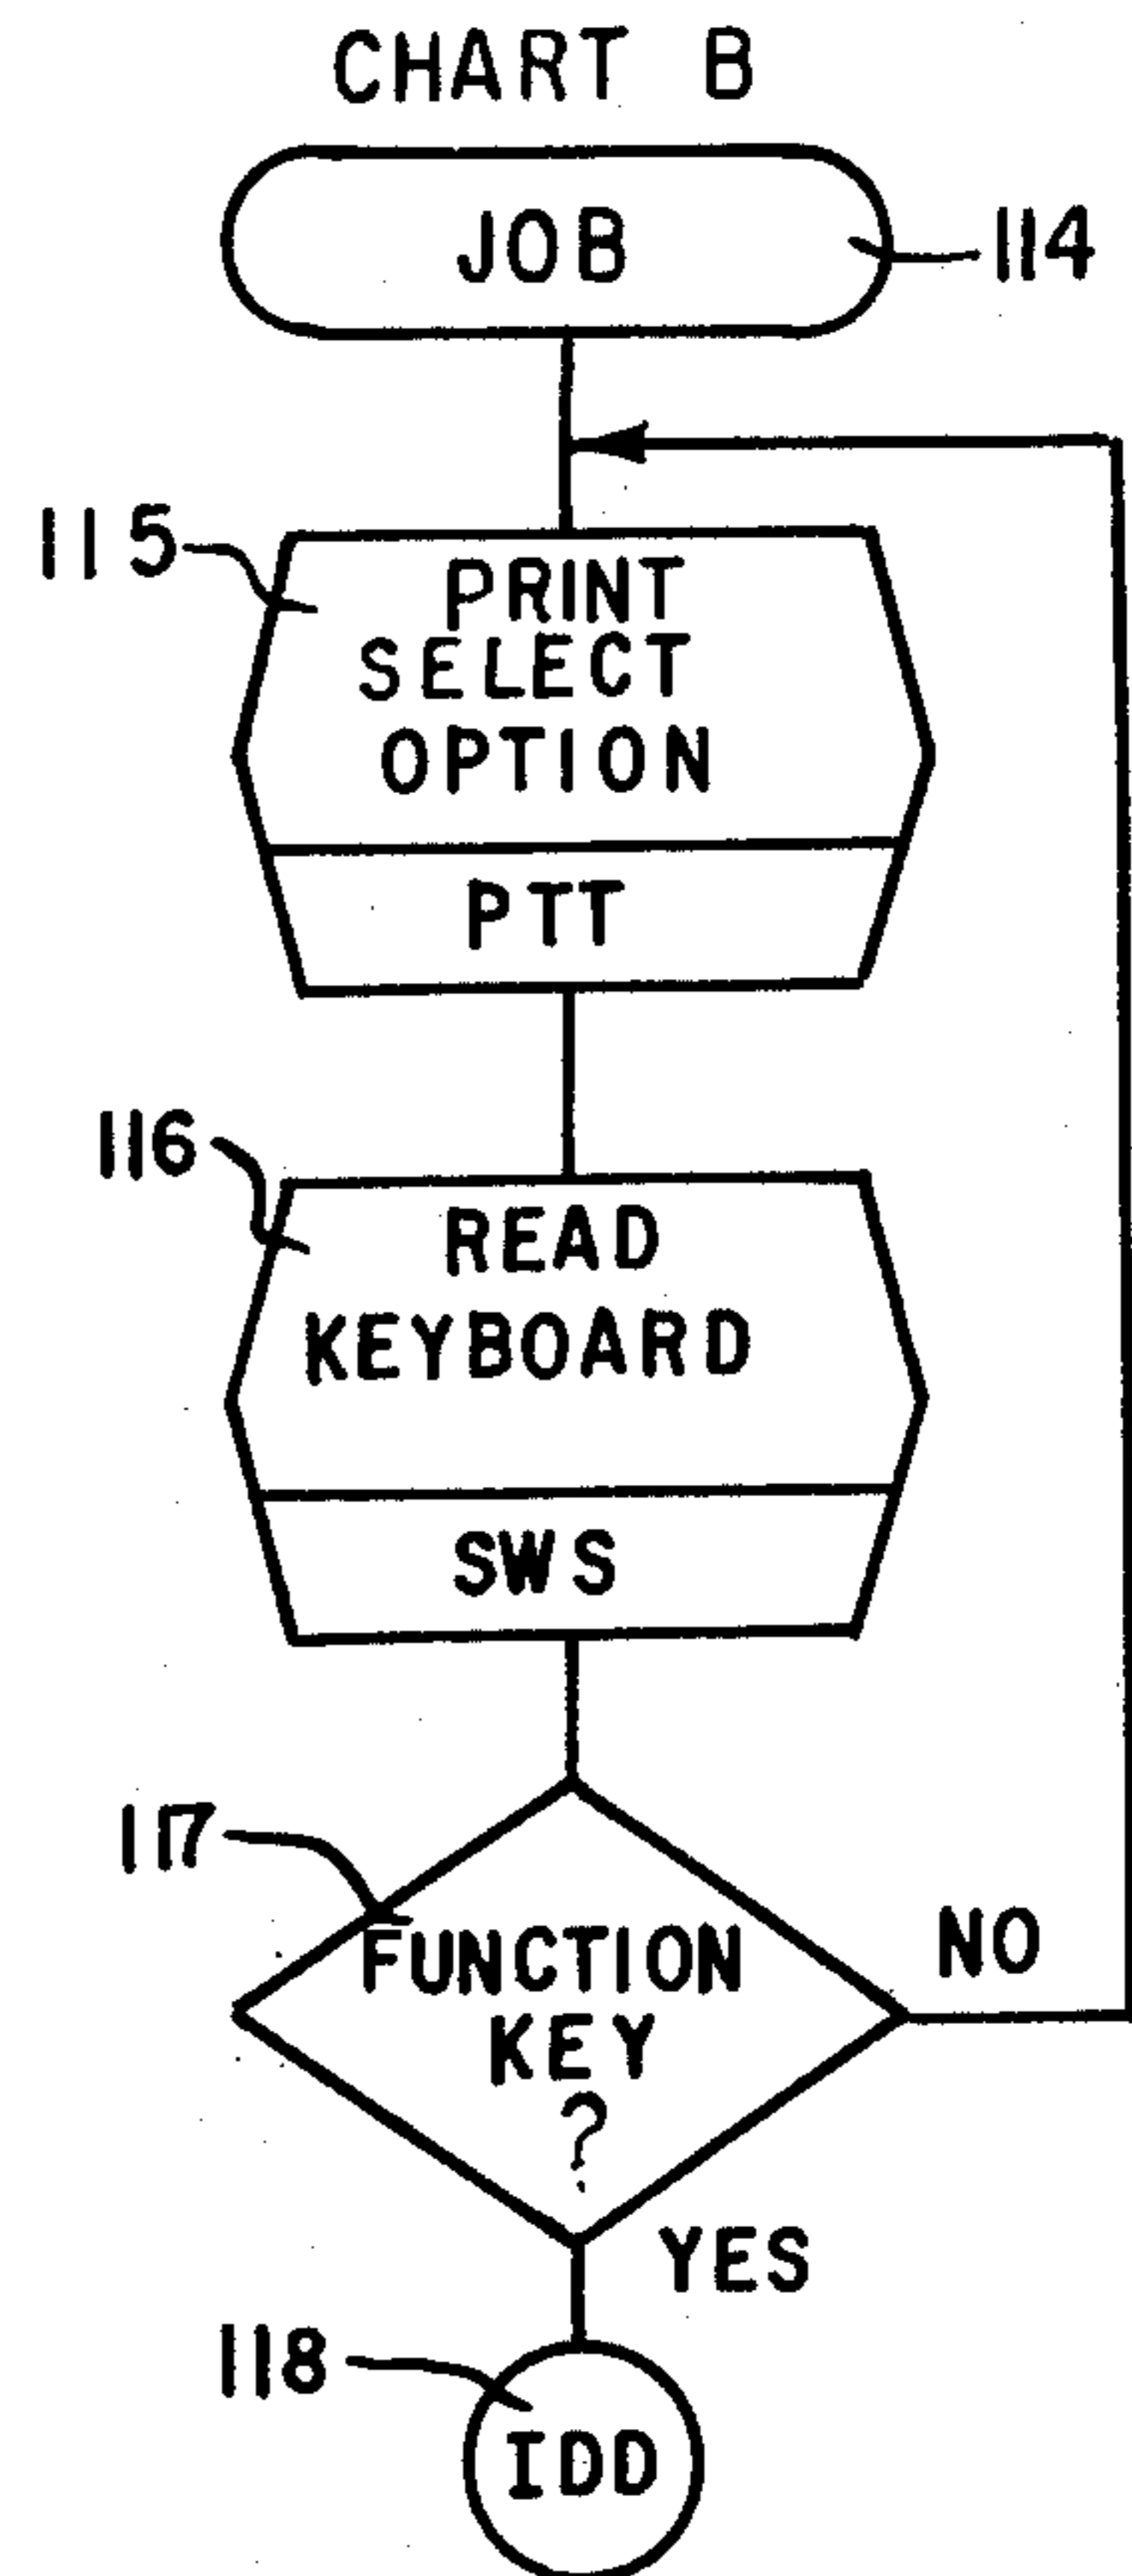 CHART B
JOB
114
115
PRINT
SELECT
OPTION
PTT
116
READ
KEYBOARD
SWS
117
FUNCTION
KEY
?
NO
YES
118
IDD